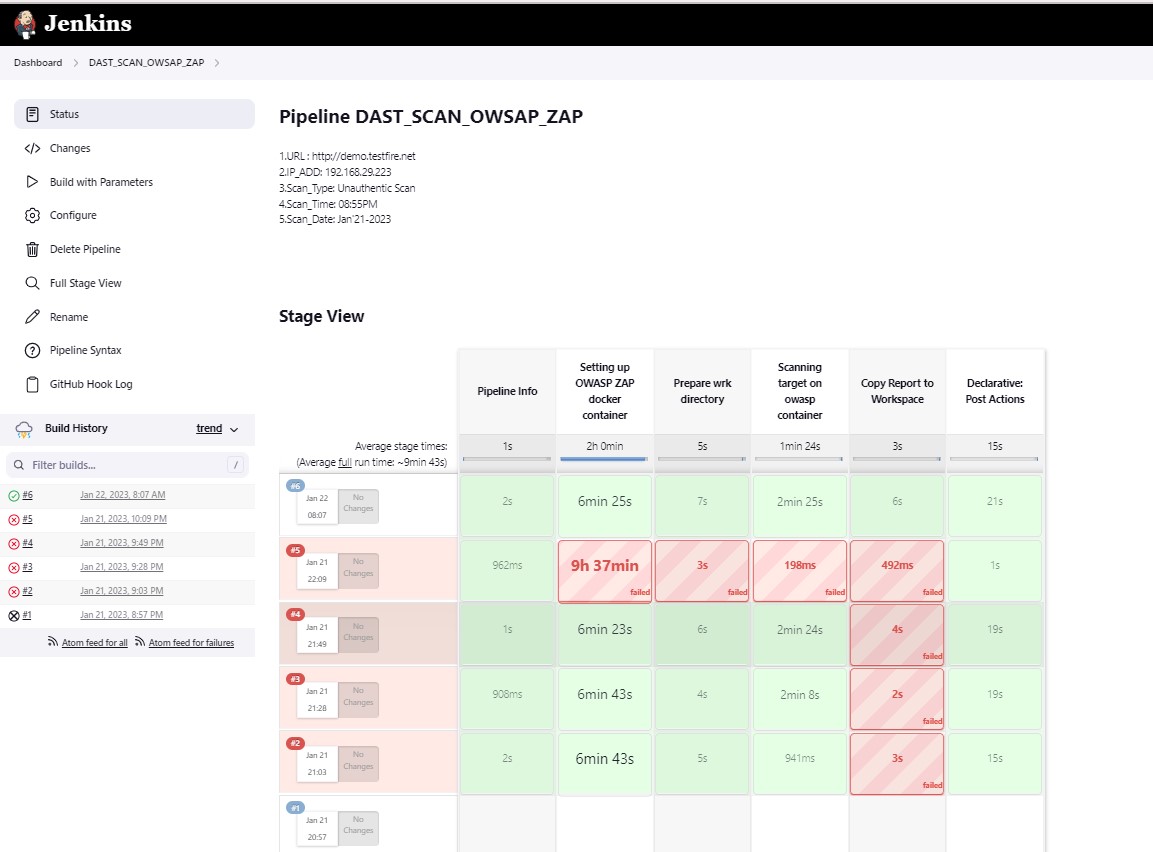 Jenkins
Dashboard
DAST_SCAN_OWSAP_ZAP
Status
Changes
Build with Parameters
Configure
Delete Pipeline
Full Stage View
Rename
Pipeline Syntax
GitHub Hook Log
Build History
trend
Filter builds...
/
#6 Jan 22, 2023, 8:07 AM
#5 Jan 21, 2023, 10:09 PM
#4 Jan 21, 2023, 9:49 PM
#3 Jan 21, 2023, 9:28 PM
#2 Jan 21, 2023, 9:03 PM
#1 Jan 21, 2023, 8:57 PM
Atom feed for all Atom feed for failures
Pipeline DAST_SCAN_OWSAP_ZAP
1.URL : http://demo.testfire.net
2.IP_ADD: 192.168.29.223
3.Scan_Type: Unauthentic Scan
4.Scan_Time: 08:55PM
5.Scan_Date: Jan'21-2023
Stage View
Pipeline Info
Setting up
OWASP ZAP
docker
container
Prepare wrk
directory
Scanning
target on
owasp
container
Copy Report to
Workspace
Declarative:
Post Actions
Average stage times:
(Average full run time: ~9min 43s)
1s 2h 0min 5s 1min 24s 3s 15s
#6
Jan 22
08:07
No
Changes
2s 6min 25s 7s 2min 25s 6s 21s
#5
Jan 21
22:09
No
Changes
962ms 9h 37min 3s 198ms 492ms 1s
failed failed failed failed
#4
Jan 21
21:49
No
Changes
1s 6min 23s 6s 2min 24s 4s 19s
failed
#3
Jan 21
21:28
No
Changes
908ms 6min 43s 4s 2min 8s 2s 19s
failed
#2
Jan 21
21:03
No
Changes
2s 6min 43s 5s 941ms 3s 15s
failed
#1
Jan 21
20:57
No
Changes